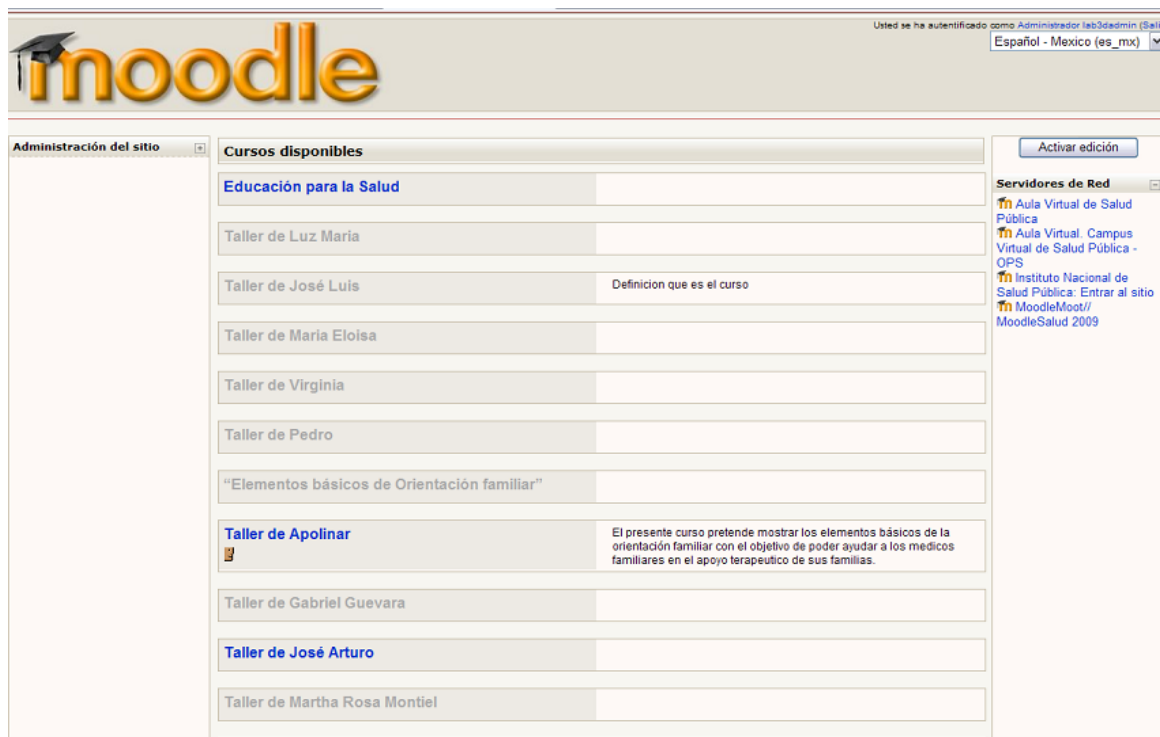 moodle
Usted se ha autentificado como Administrador lab3dadmin (Sali
Español - Mexico (es_mx)
Administración del sitio
Cursos disponibles
Educación para la Salud
Taller de Luz Maria
Taller de José Luis
Definicion que es el curso
Taller de Maria Eloisa
Taller de Virginia
Taller de Pedro
“Elementos básicos de Orientación familiar”
Taller de Apolinar
El presente curso pretende mostrar los elementos básicos de la
orientación familiar con el objetivo de poder ayudar a los medicos
familiares en el apoyo terapeutico de sus familias.
Taller de Gabriel Guevara
Taller de José Arturo
Taller de Martha Rosa Montiel
Activar edición
Servidores de Red
Aula Virtual de Salud
Pública
Aula Virtual. Campus
Virtual de Salud Pública -
OPS
Instituto Nacional de
Salud Pública: Entrar al sitio
MoodleMoot//
MoodleSalud 2009